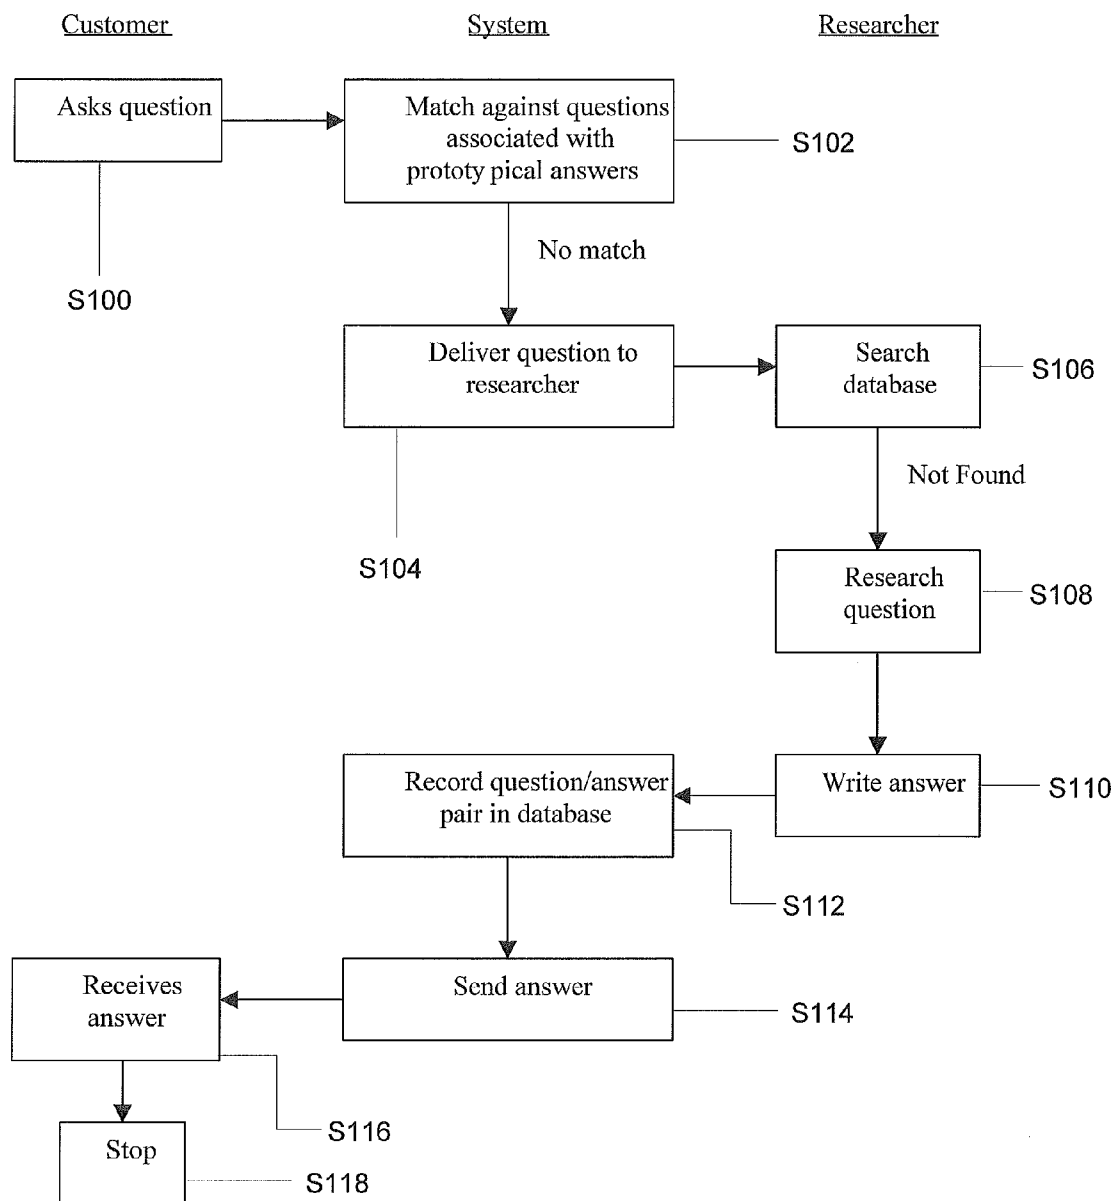 Customer
System
Researcher
Asks question
Match against questions
associated with
prototy pical answers
S102
No match
S100
Deliver question to
researcher
Search
database
S106
Not Found
S104
Research
question
S108
Record question/answer
pair in database
Write answer
S110
S112
Receives
answer
Send answer
S114
S116
Stop
S118